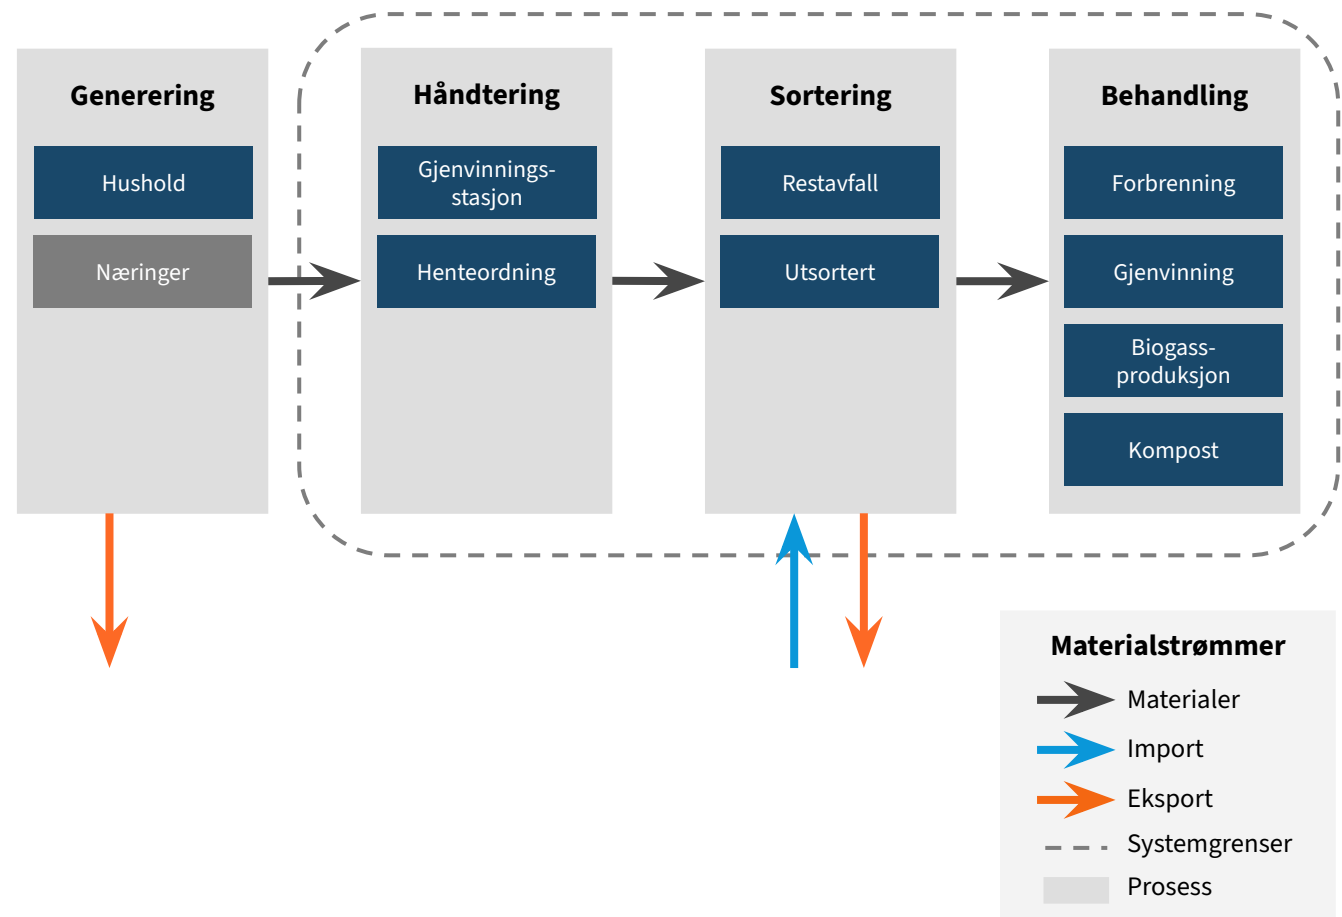 Generering
Hushold
Næringer
Håndtering
Gjenvinnings-
stasjon
Henteordning
Sortering
Restavfall
Utsortert
Behandling
Forbrenning
Gjenvinning
Biogass-
produksjon
Kompost
Materialstrømmer
Materialer
Import
Eksport
Systemgrenser
Prosess